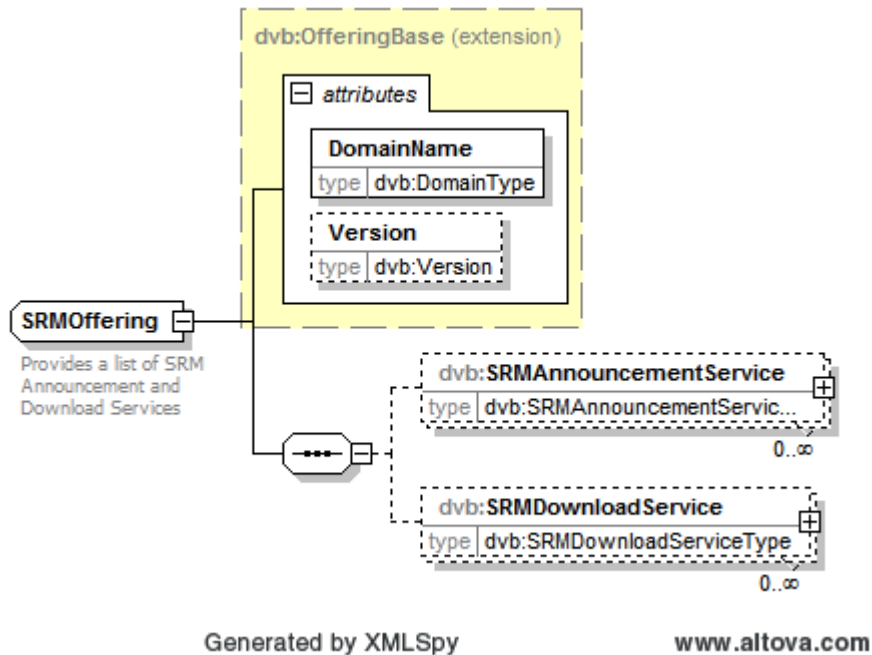 dvb:OfferingBase (extension)
attributes
DomainName
type dvb:DomainType
Version
type dvb:Version
SRMOffering
Provides a list of SRM
Announcement and
Download Services
dvb:SRMAnnouncementService
type dvb:SRMAnnouncementServic...
0..∞
dvb:SRMDownloadService
type dvb:SRMDownloadServiceType
0..∞
Generated by XMLSpy www.altova.com